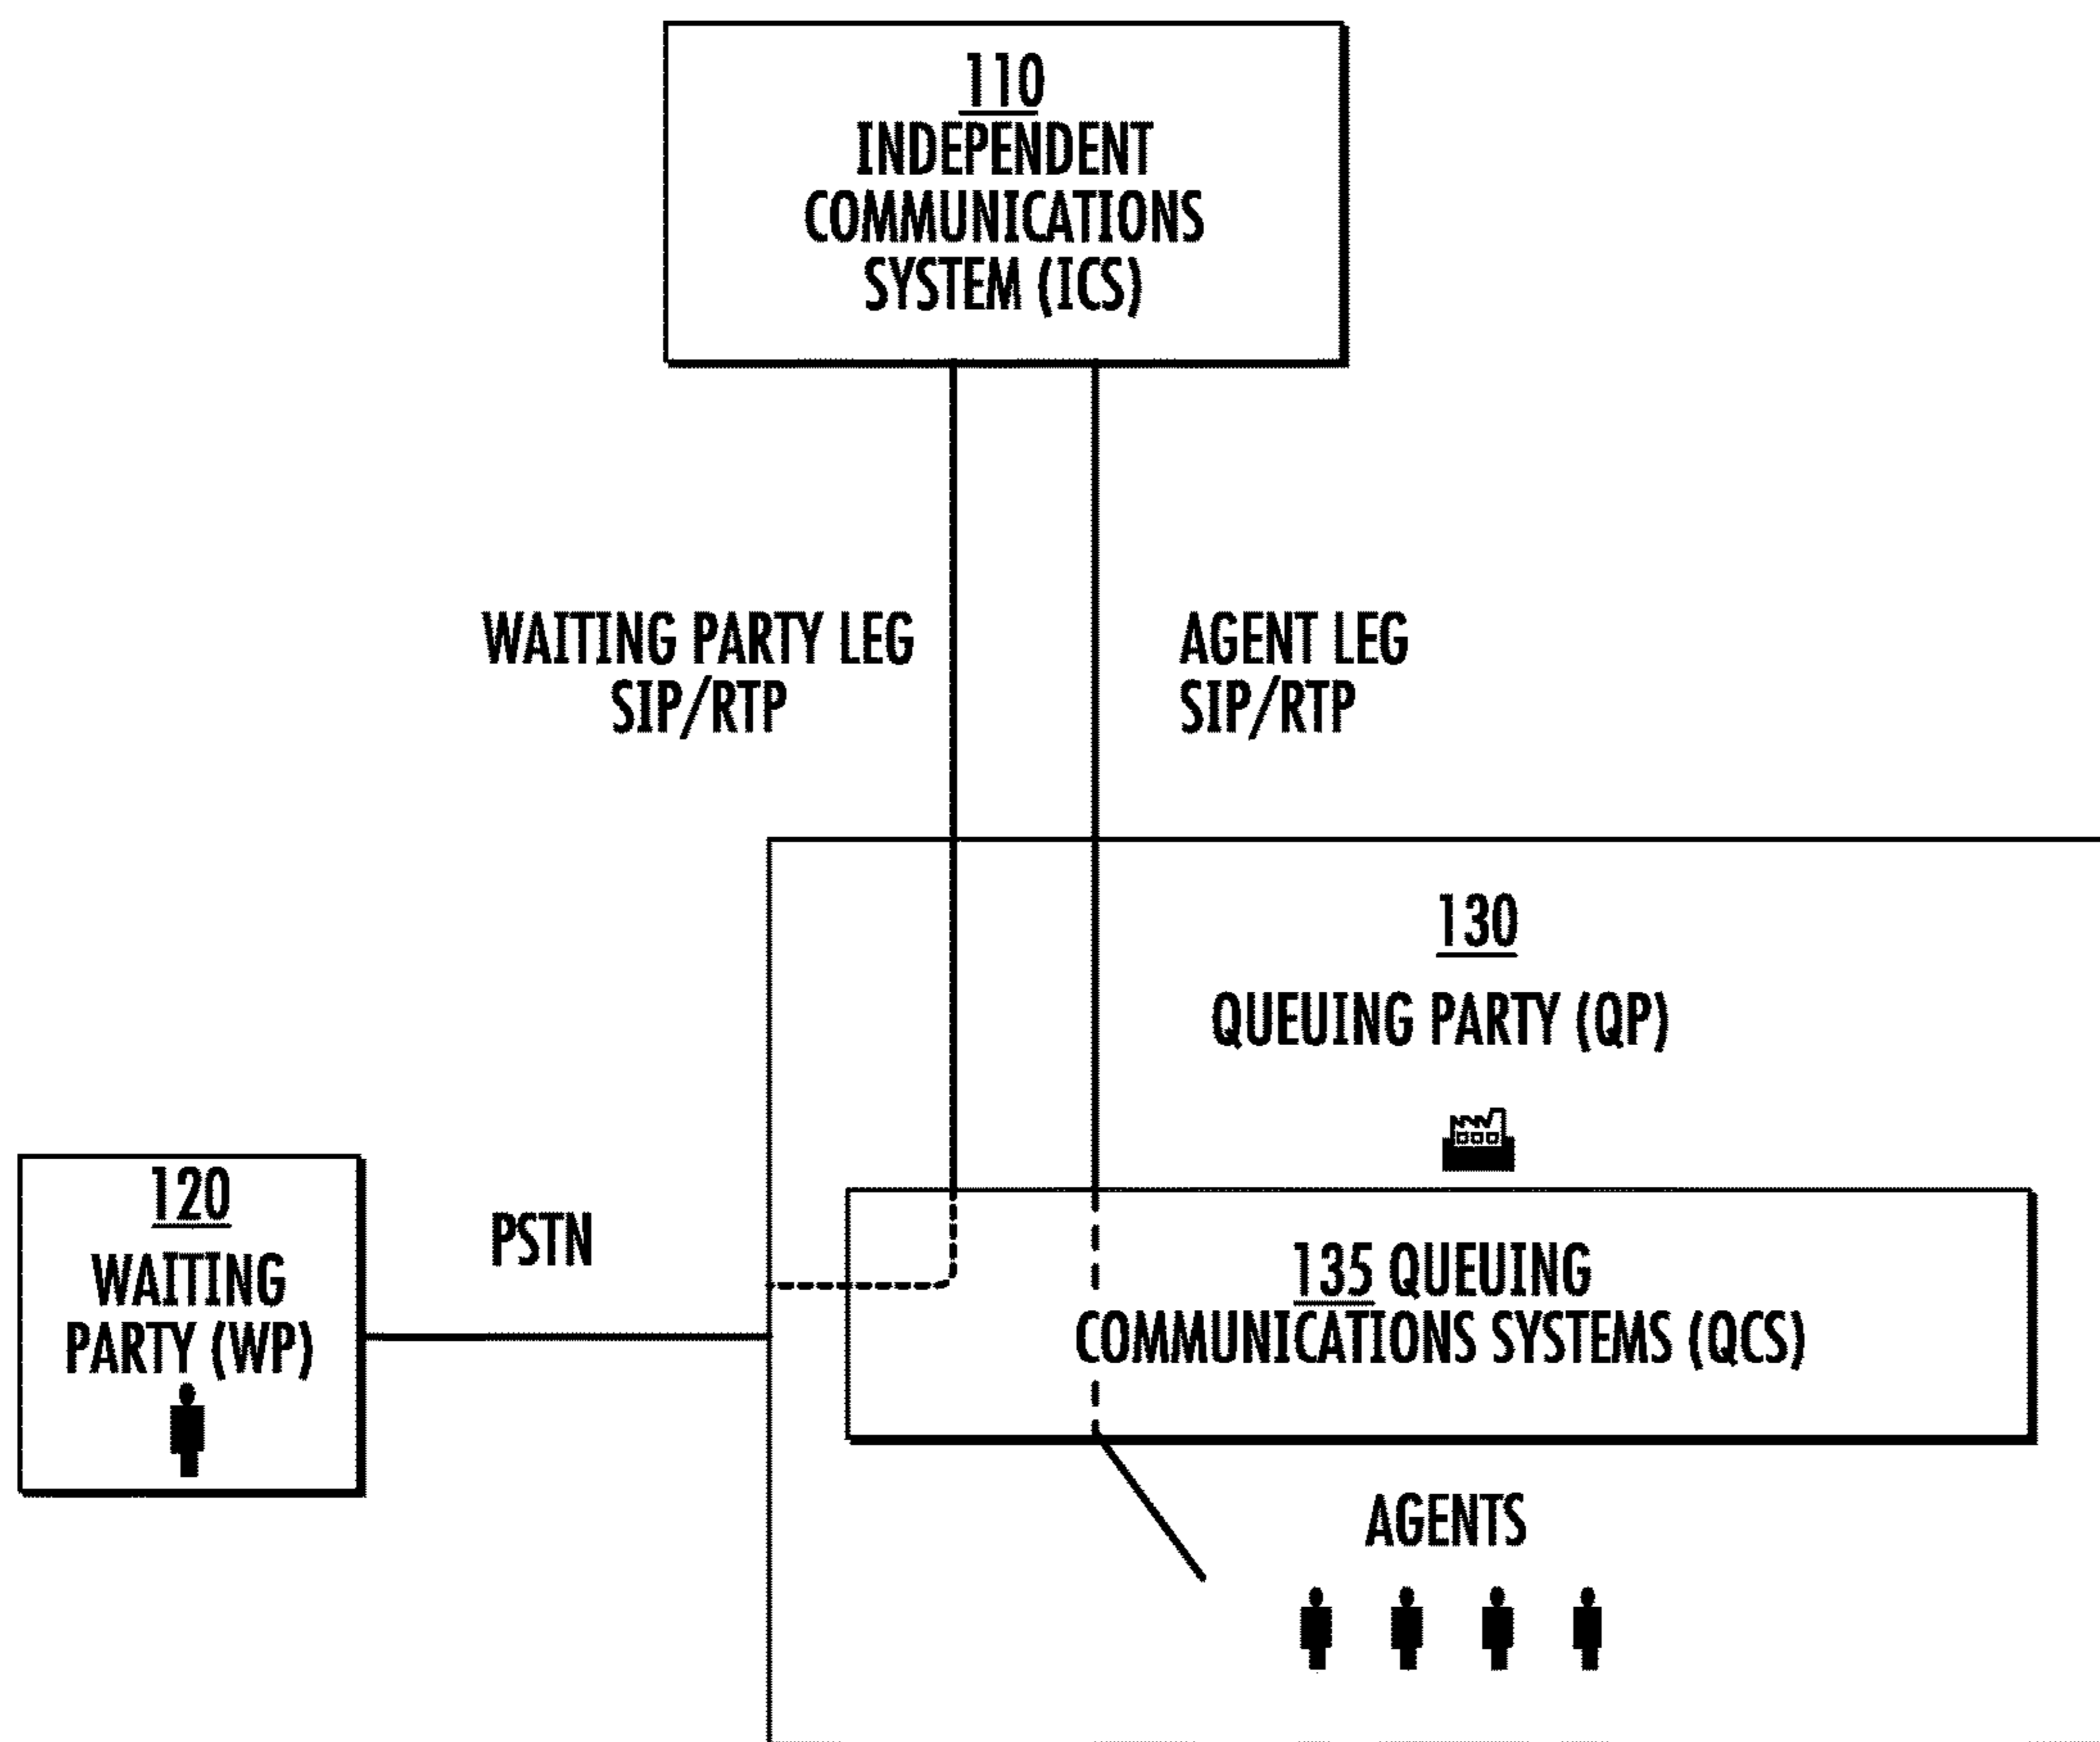 110
INDEPENDENT
COMMUNICATIONS
SYSTEM (ICS)
WAITING PARTY LEG
SIP/RTP
AGENT LEG
SIP/RTP
130
QUEUING PARTY (QP)
120
WAITING
PARTY (WP)
PSTN
135 QUEUING
COMMUNICATIONS SYSTEMS (QCS)
AGENTS